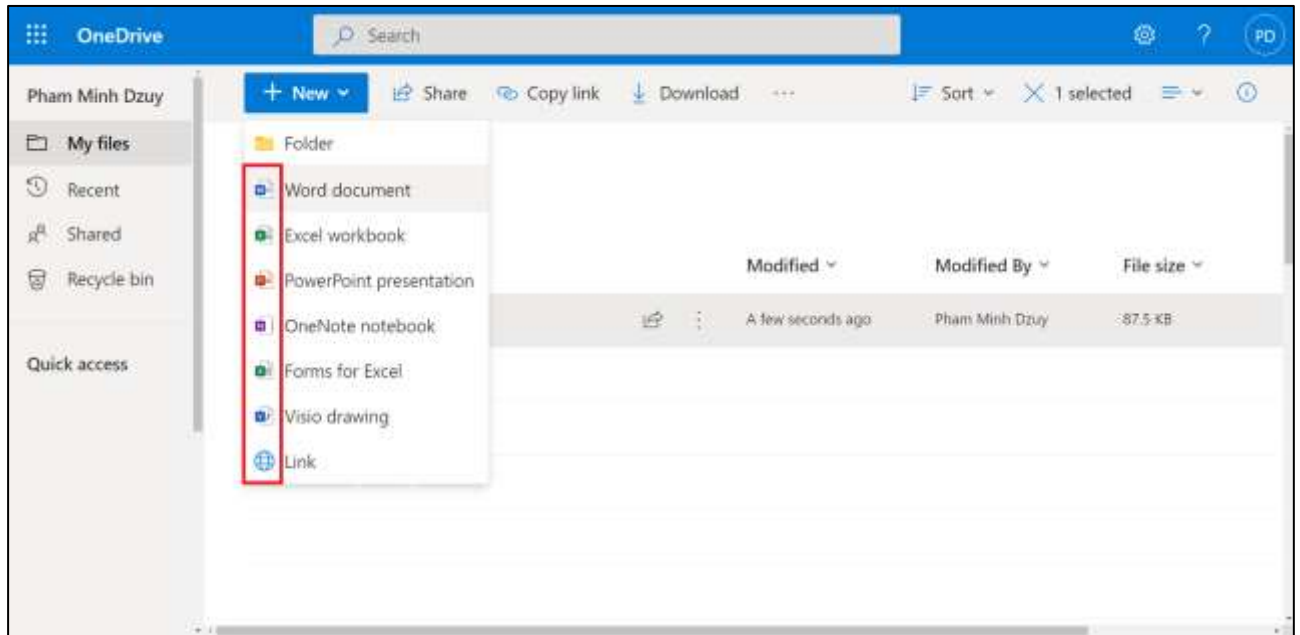 OneDrive Search ? PD
Pham Minh Dzuy
+ New Share Copy link Download ... Sort 1 selected
My files
Recent
Shared
Recycle bin
Quick access
Folder
Word document
Excel workbook
PowerPoint presentation
OneNote notebook
Forms for Excel
Visio drawing
Link
Modified Modified By File size
A few seconds ago Pham Minh Dzuy 87.5 KB